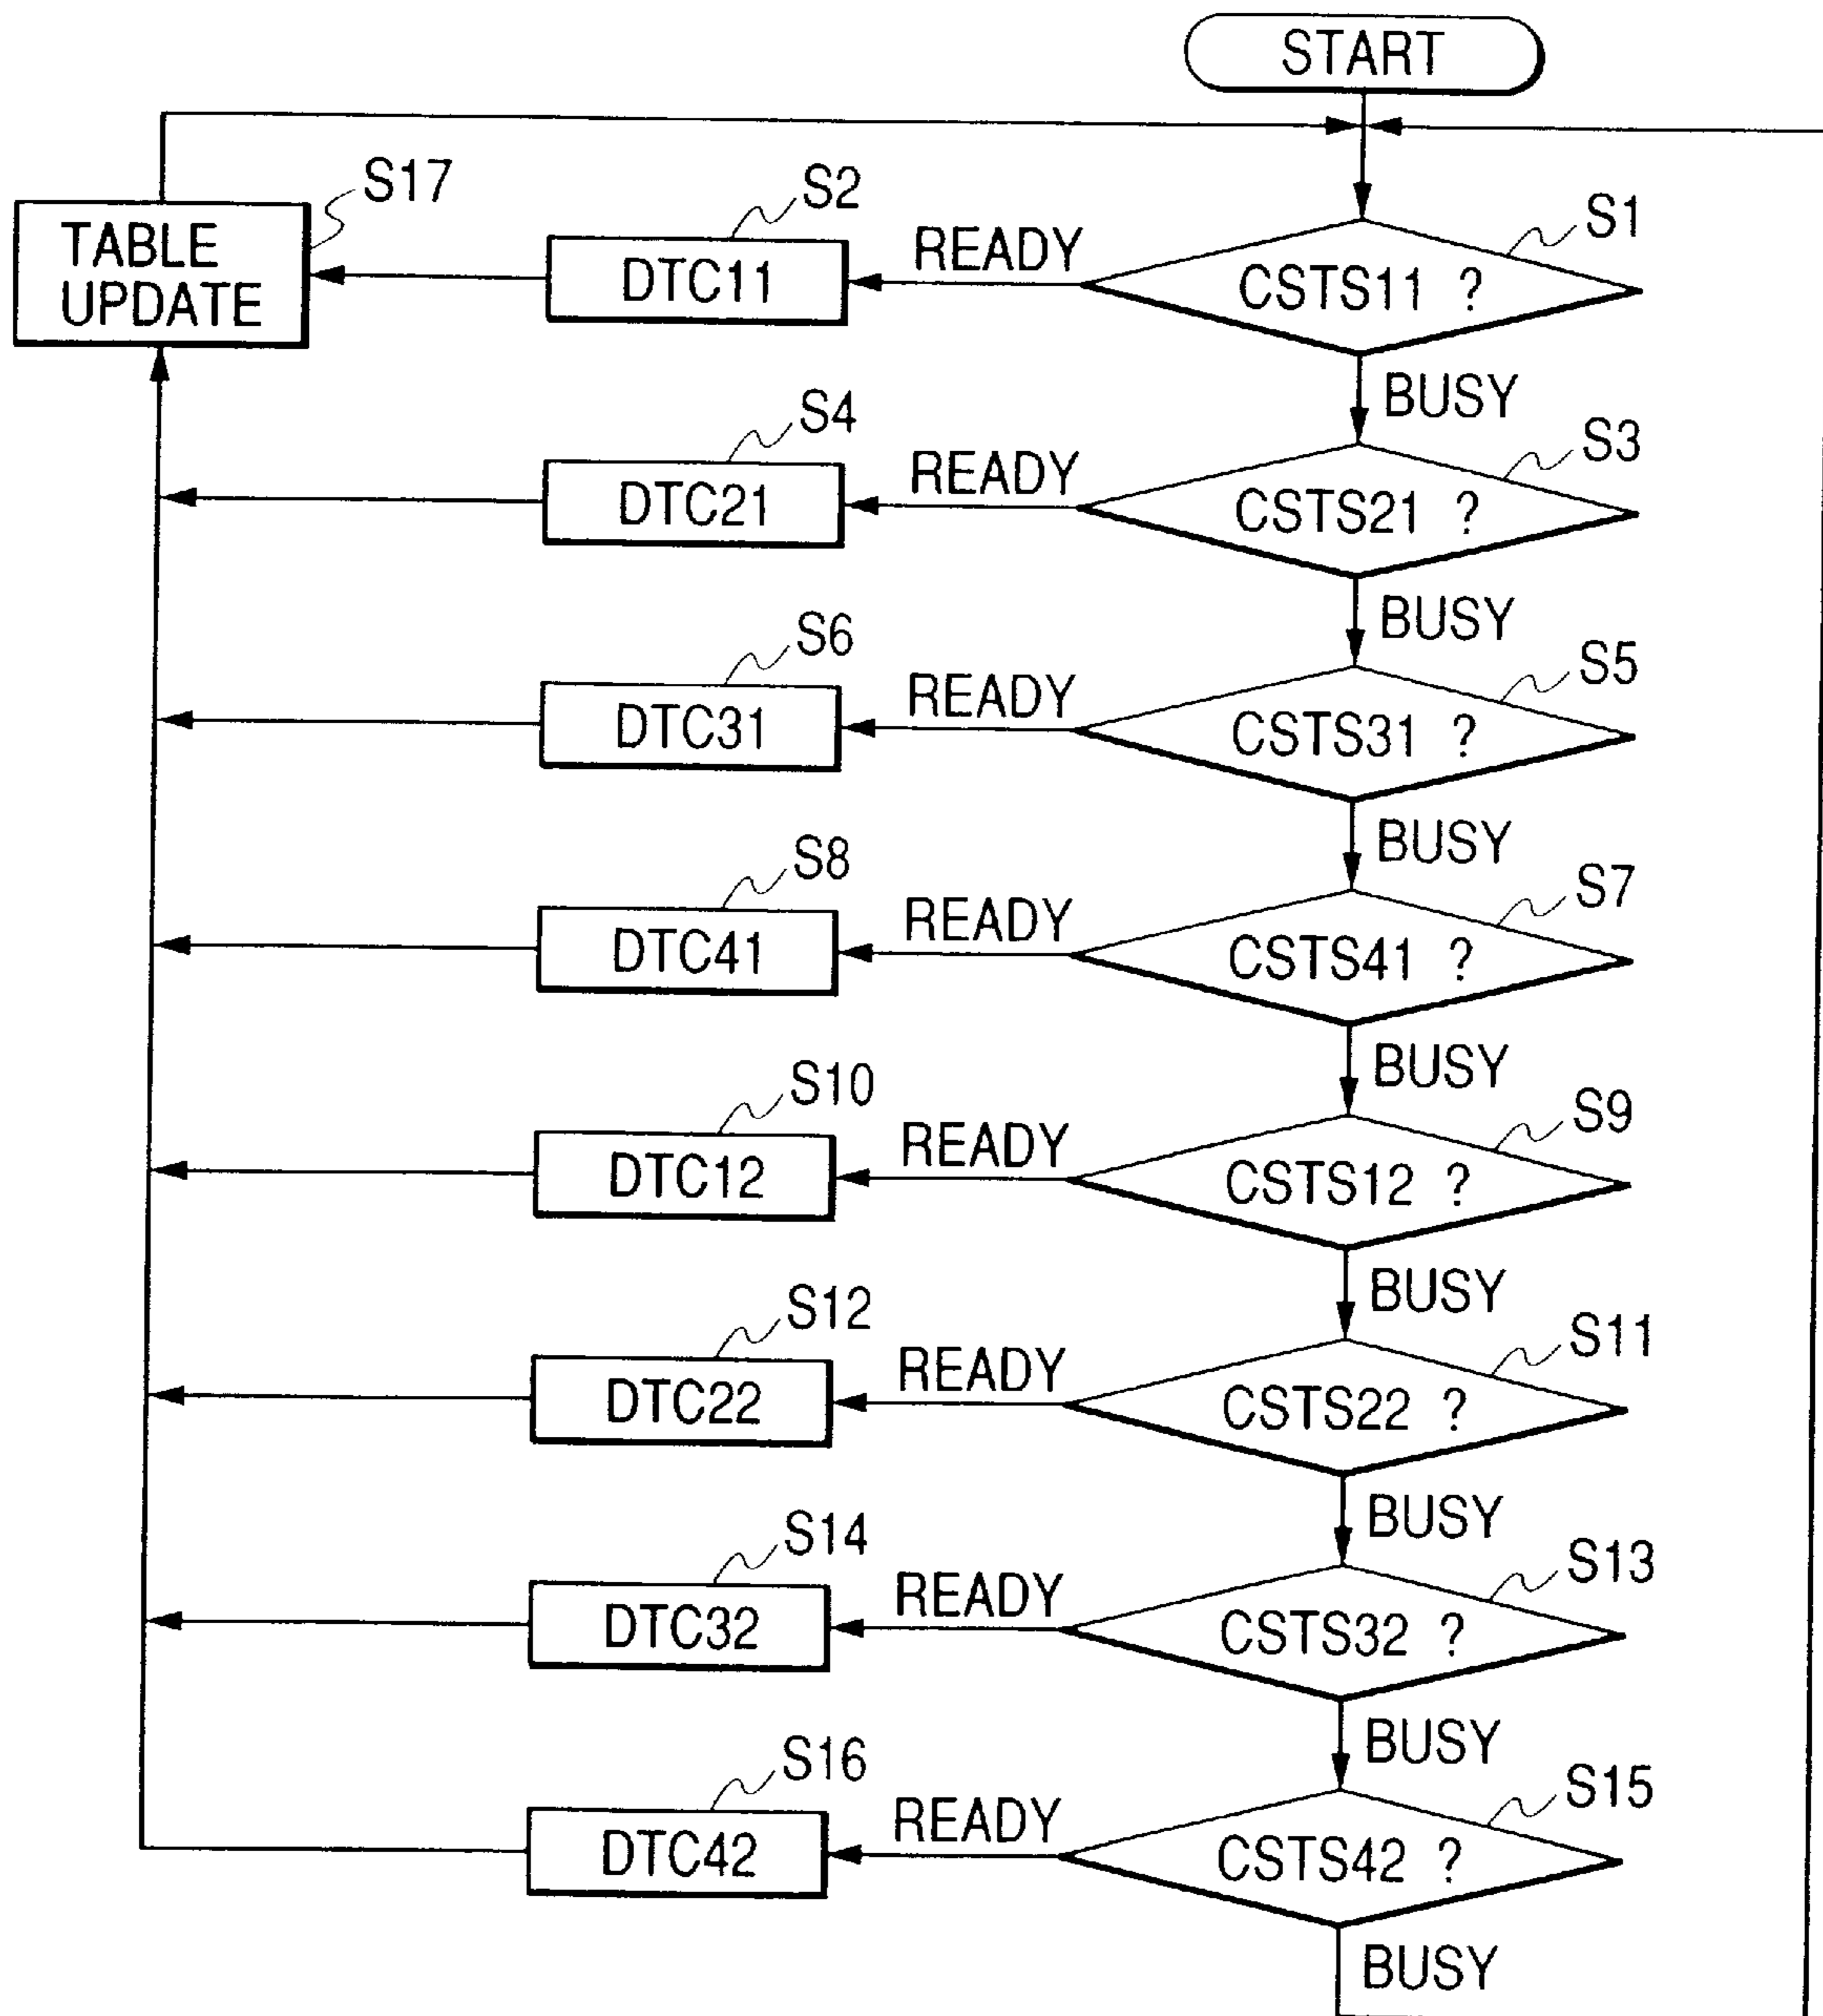 START
S17
S2
S1
TABLE
UPDATE
DTC11
READY
CSTS11 ?
BUSY
S4
S3
DTC21
READY
CSTS21 ?
BUSY
S6
S5
DTC31
READY
CSTS31 ?
BUSY
S8
S7
DTC41
READY
CSTS41 ?
BUSY
S10
S9
DTC12
READY
CSTS12 ?
BUSY
S12
S11
DTC22
READY
CSTS22 ?
BUSY
S14
S13
DTC32
READY
CSTS32 ?
BUSY
S16
S15
DTC42
READY
CSTS42 ?
BUSY